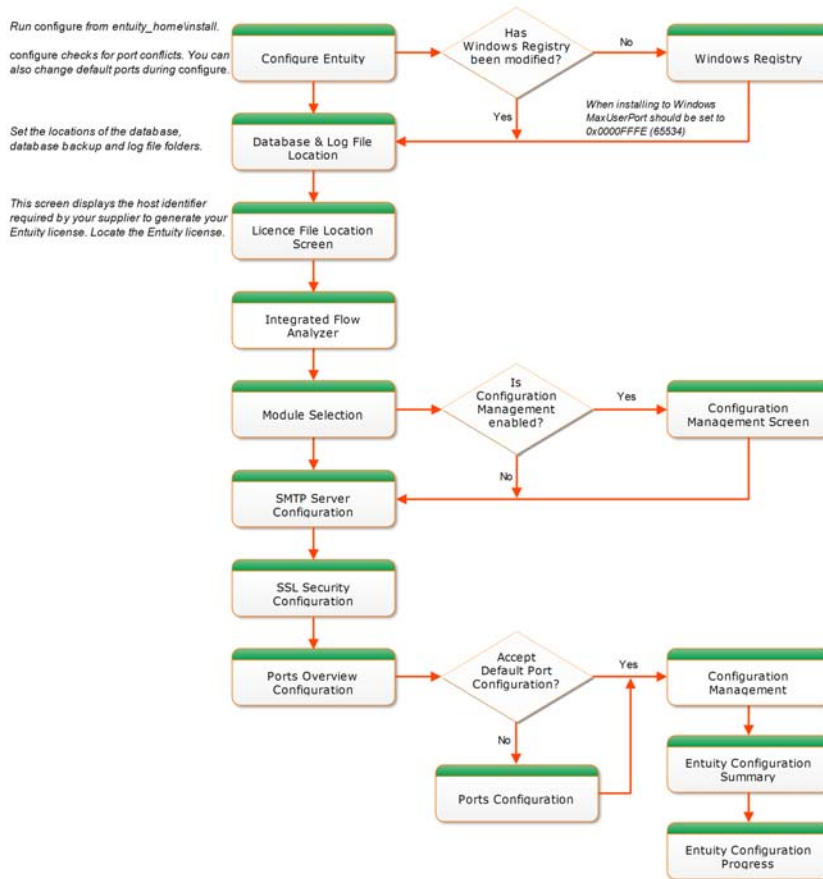 Run configure from entuity_home\install.
configure checks for port conflicts. You can
also change default ports during configure.
Configure Entuity
Has
Windows Registry
been modified?
No
Windows Registry
Yes
When installing to Windows
MaxUserPort should be set to
0x0000FFFE (65534)
Set the locations of the database,
database backup and log file folders.
Database & Log File
Location
This screen displays the host identifier
required by your supplier to generate your
Entuity license. Locate the Entuity license.
Licence File Location
Screen
Integrated Flow
Analyzer
Module Selection
Is
Configuration
Management
enabled?
Yes
Configuration
Management Screen
No
SMTP Server
Configuration
SSL Security
Configuration
Ports Overview
Configuration
Accept
Default Port
Configuration?
Yes
Configuration
Management
No
Ports Configuration
Entuity Configuration
Summary
Entuity Configuration
Progress